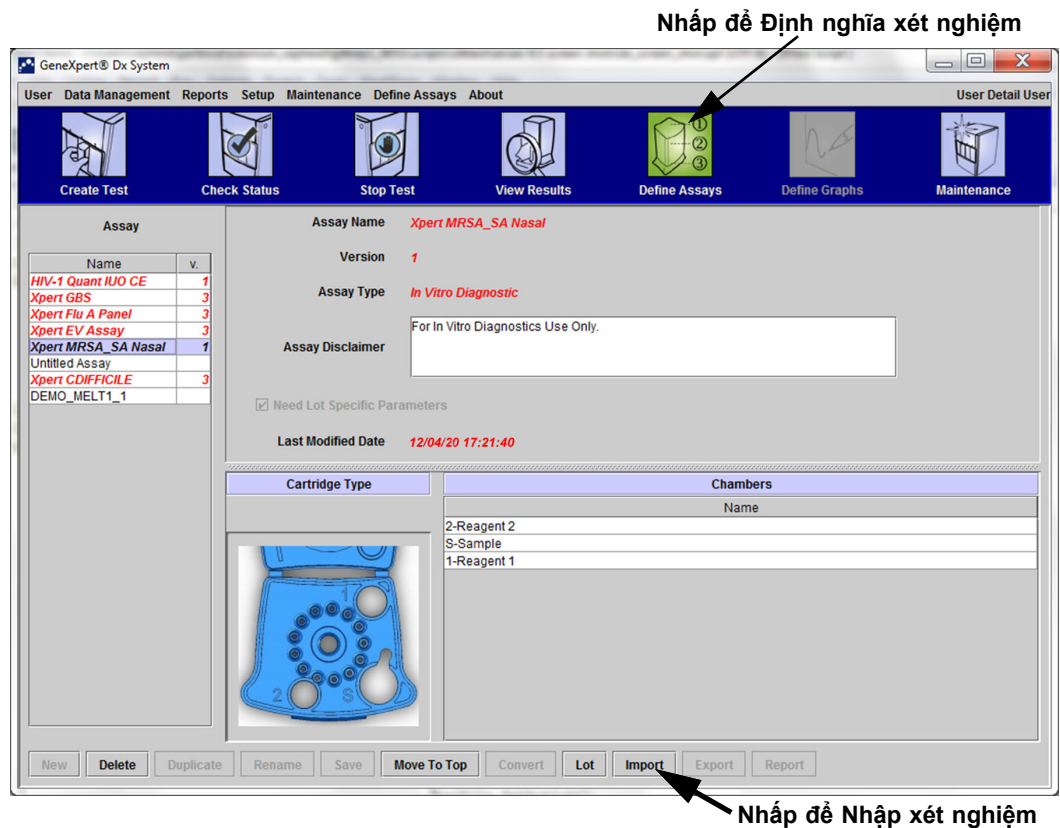 Nhấp để Định nghĩa xét nghiệm
GeneXpert® Dx System
User Data Management Reports Setup Maintenance Define Assays About User Detail User
Create Test Check Status Stop Test View Results Define Assays Define Graphs Maintenance
Assay
Name v.
HIV-1 Quant IUO CE 1
Xpert GBS 3
Xpert Flu A Panel 3
Xpert EV Assay 3
Xpert MRSA_SA Nasal 1
Untitled Assay
Xpert CDIFFICILE 3
DEMO_MELT1_1
Assay Name Xpert MRSA_SA Nasal
Version 1
Assay Type In Vitro Diagnostic
Assay Disclaimer For In Vitro Diagnostics Use Only.
Need Lot Specific Parameters
Last Modified Date 12/04/20 17:21:40
Cartridge Type
1
2 S
Chambers
Name
2-Reagent 2
S-Sample
1-Reagent 1
New Delete Duplicate Rename Save Move To Top Convert Lot Import Export Report
Nhấp để Nhập xét nghiệm